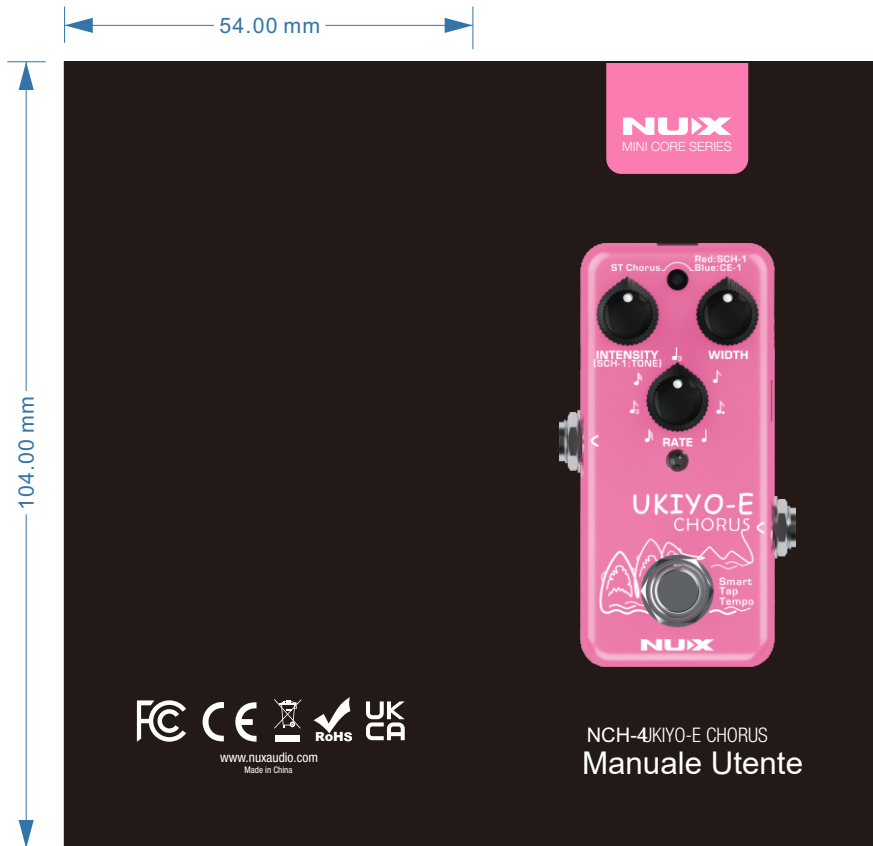 54.00 mm
104.00 mm
NUX
MINI CORE SERIES
ST Chorus
Red:SCH-1
Blue:CE-1
INTENSITY
(SCH-1:TONE)
WIDTH
RATE
UKIYO-E
CHORUS
Smart
Tap
Tempo
NUX
FC CE RoHS UK
CA
www.nuxaudio.com
Made in China
NCH-4UKIYO-E CHORUS
Manuale Utente